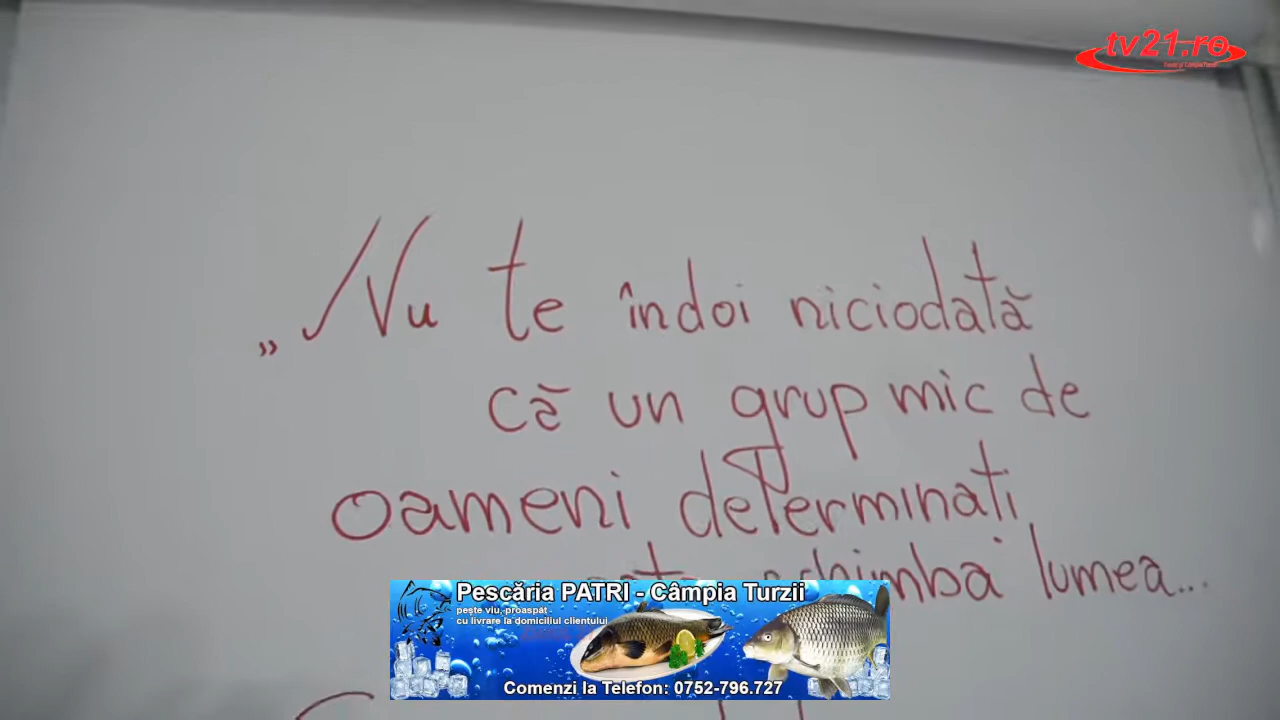 tv21.ro
„Nu te îndoi niciodată
că un grup mic de
oameni determinați
schimba lumea...
Pescăria PATRI - Câmpia Turzii
pește viu, proaspăt
cu livrare la domiciliul clientului
Comenzi la Telefon: 0752-796.727